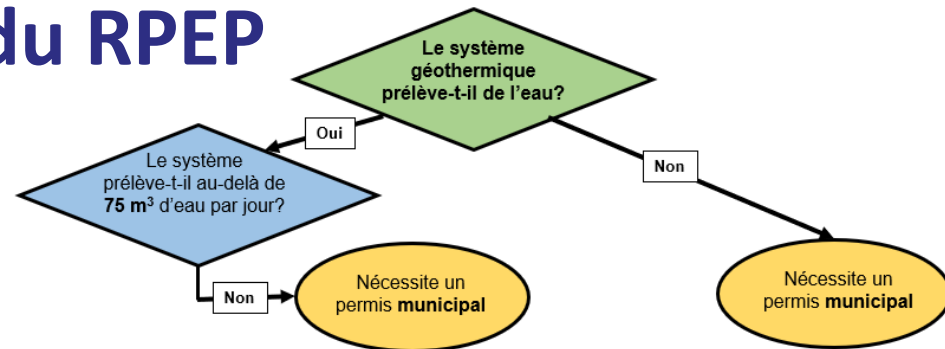 du RPEP
Le système
géothermique
prélève-t-il de l'eau?
Oui
Non
Le système
prélève-t-il au-delà de
75 m³ d'eau par jour?
Non
Nécessite un
permis municipal
Nécessite un
permis municipal